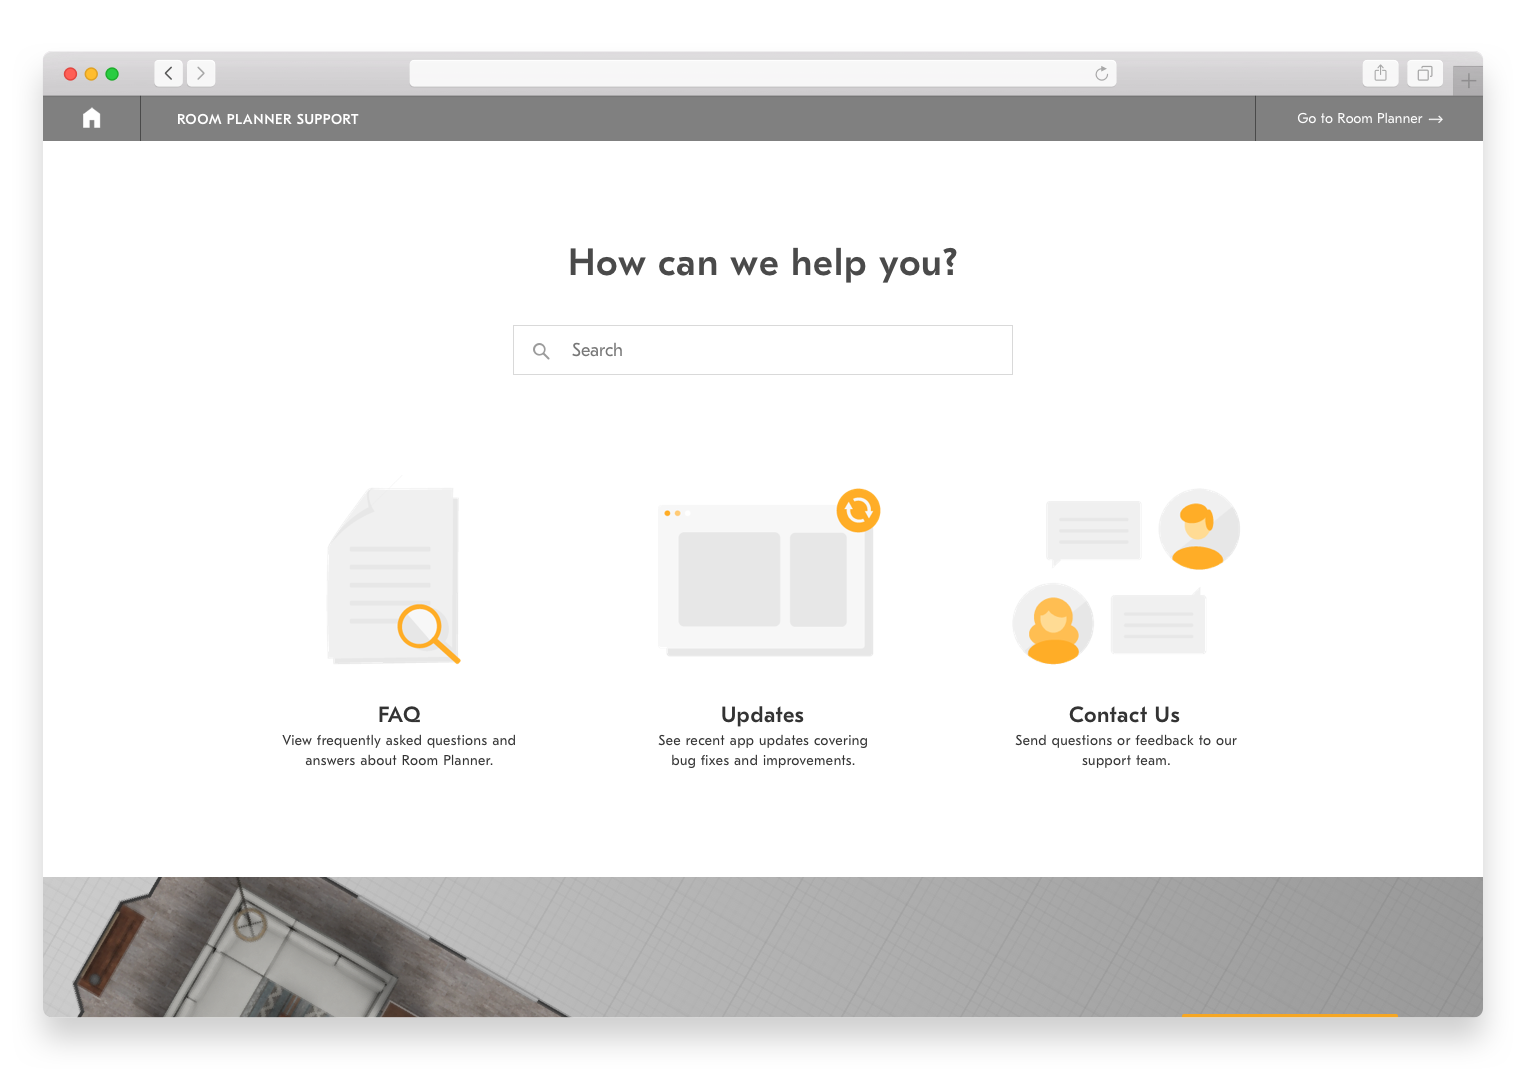 ROOM PLANNER SUPPORT
Go to Room Planner →
How can we help you?
Search
FAQ
View frequently asked questions and
answers about Room Planner.
Updates
See recent app updates covering
bug fixes and improvements.
Contact Us
Send questions or feedback to our
support team.